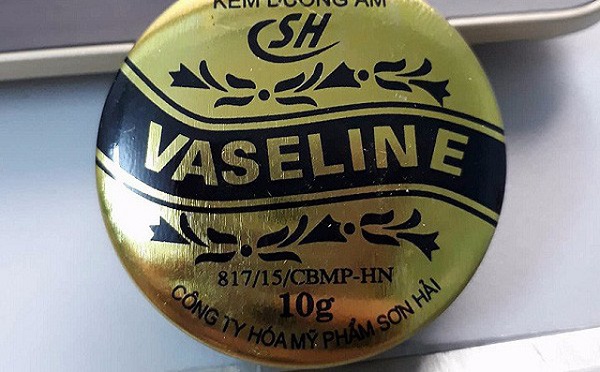 KEM DƯỠNG ẨM
SH
VASELINE
817/15/CBMP-HN
10g
CÔNG TY HÓA MỸ PHẨM SƠN HẢI